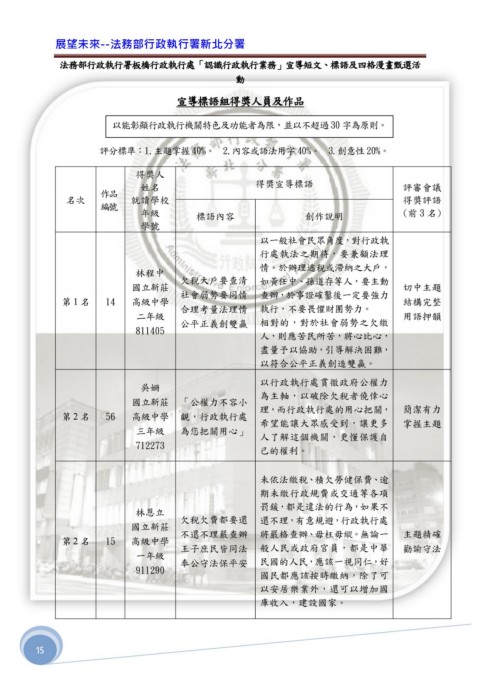 展望未來--法務部行政執行署新北分署
法務部行政執行署板橋行政執行處「認識行政執行業務」宣導短文、標語及四格漫畫甄選活
動
宣導標語組得獎人員及作品
以能彰顯行政執行機關特色及功能者為限，並以不超過 30 字為原則。
評分標準：1.主題掌握 40%。 2.內容或語法用字 40%。 3.創意性 20%。
名次
作品
編號
得獎人
姓名
就讀學校
年級
學號
得獎宣導標語
標語內容
創作說明
評審會議
得獎評語
（前 3 名）
第 1 名
14
林程中
國立新莊
高級中學
二年級
811405
欠稅大戶要查清
社會弱勢要同情
合理考量法理情
公平正義創雙贏
以一般社會民眾角度，對行政執
行處執法之期待，要兼顧法理
情。於辦理逃稅或滯納之大戶，
如黃任中、孫道存等人，要主動
查辦，於事證確鑿後一定要強力
執行，不要畏懼財團勢力。
相對的，對於社會弱勢之欠繳
人，則應苦民所苦，將心比心，
盡量予以協助，引導解決困難，
以符合公平正義創造雙贏。
切中主題
結構完整
用語押韻
第 2 名
56
吳姍
國立新莊
高級中學
三年級
712273
「公權力不容小
覷，行政執行處
為您把關用心」
以行政執行處貫徹政府公權力
為主軸，以破除欠稅者僥倖心
理，而行政執行處的用心把關，
希望能讓大眾感受到，讓更多
人了解這個機關，更懂保護自
己的權利。
簡潔有力
掌握主題
第 2 名
15
林恩立
國立新莊
高級中學
一年級
911290
欠稅欠費都要還
不還不理嚴查辦
王子庶民皆同法
奉公守法保平安
未依法繳稅、積欠勞健保費、逾
期未繳行政規費或交通等各項
罰鍰，都是違法的行為，如果不
還不理，有意規避，行政執行處
將嚴格查辦，毋枉毋縱。無論一
般人民或政府官員，都是中華
民國的人民，應該一視同仁，好
國民都應該按時繳納，除了可
以安居樂業外，還可以增加國
庫收入，建設國家。
主題精確
勸諭守法
15